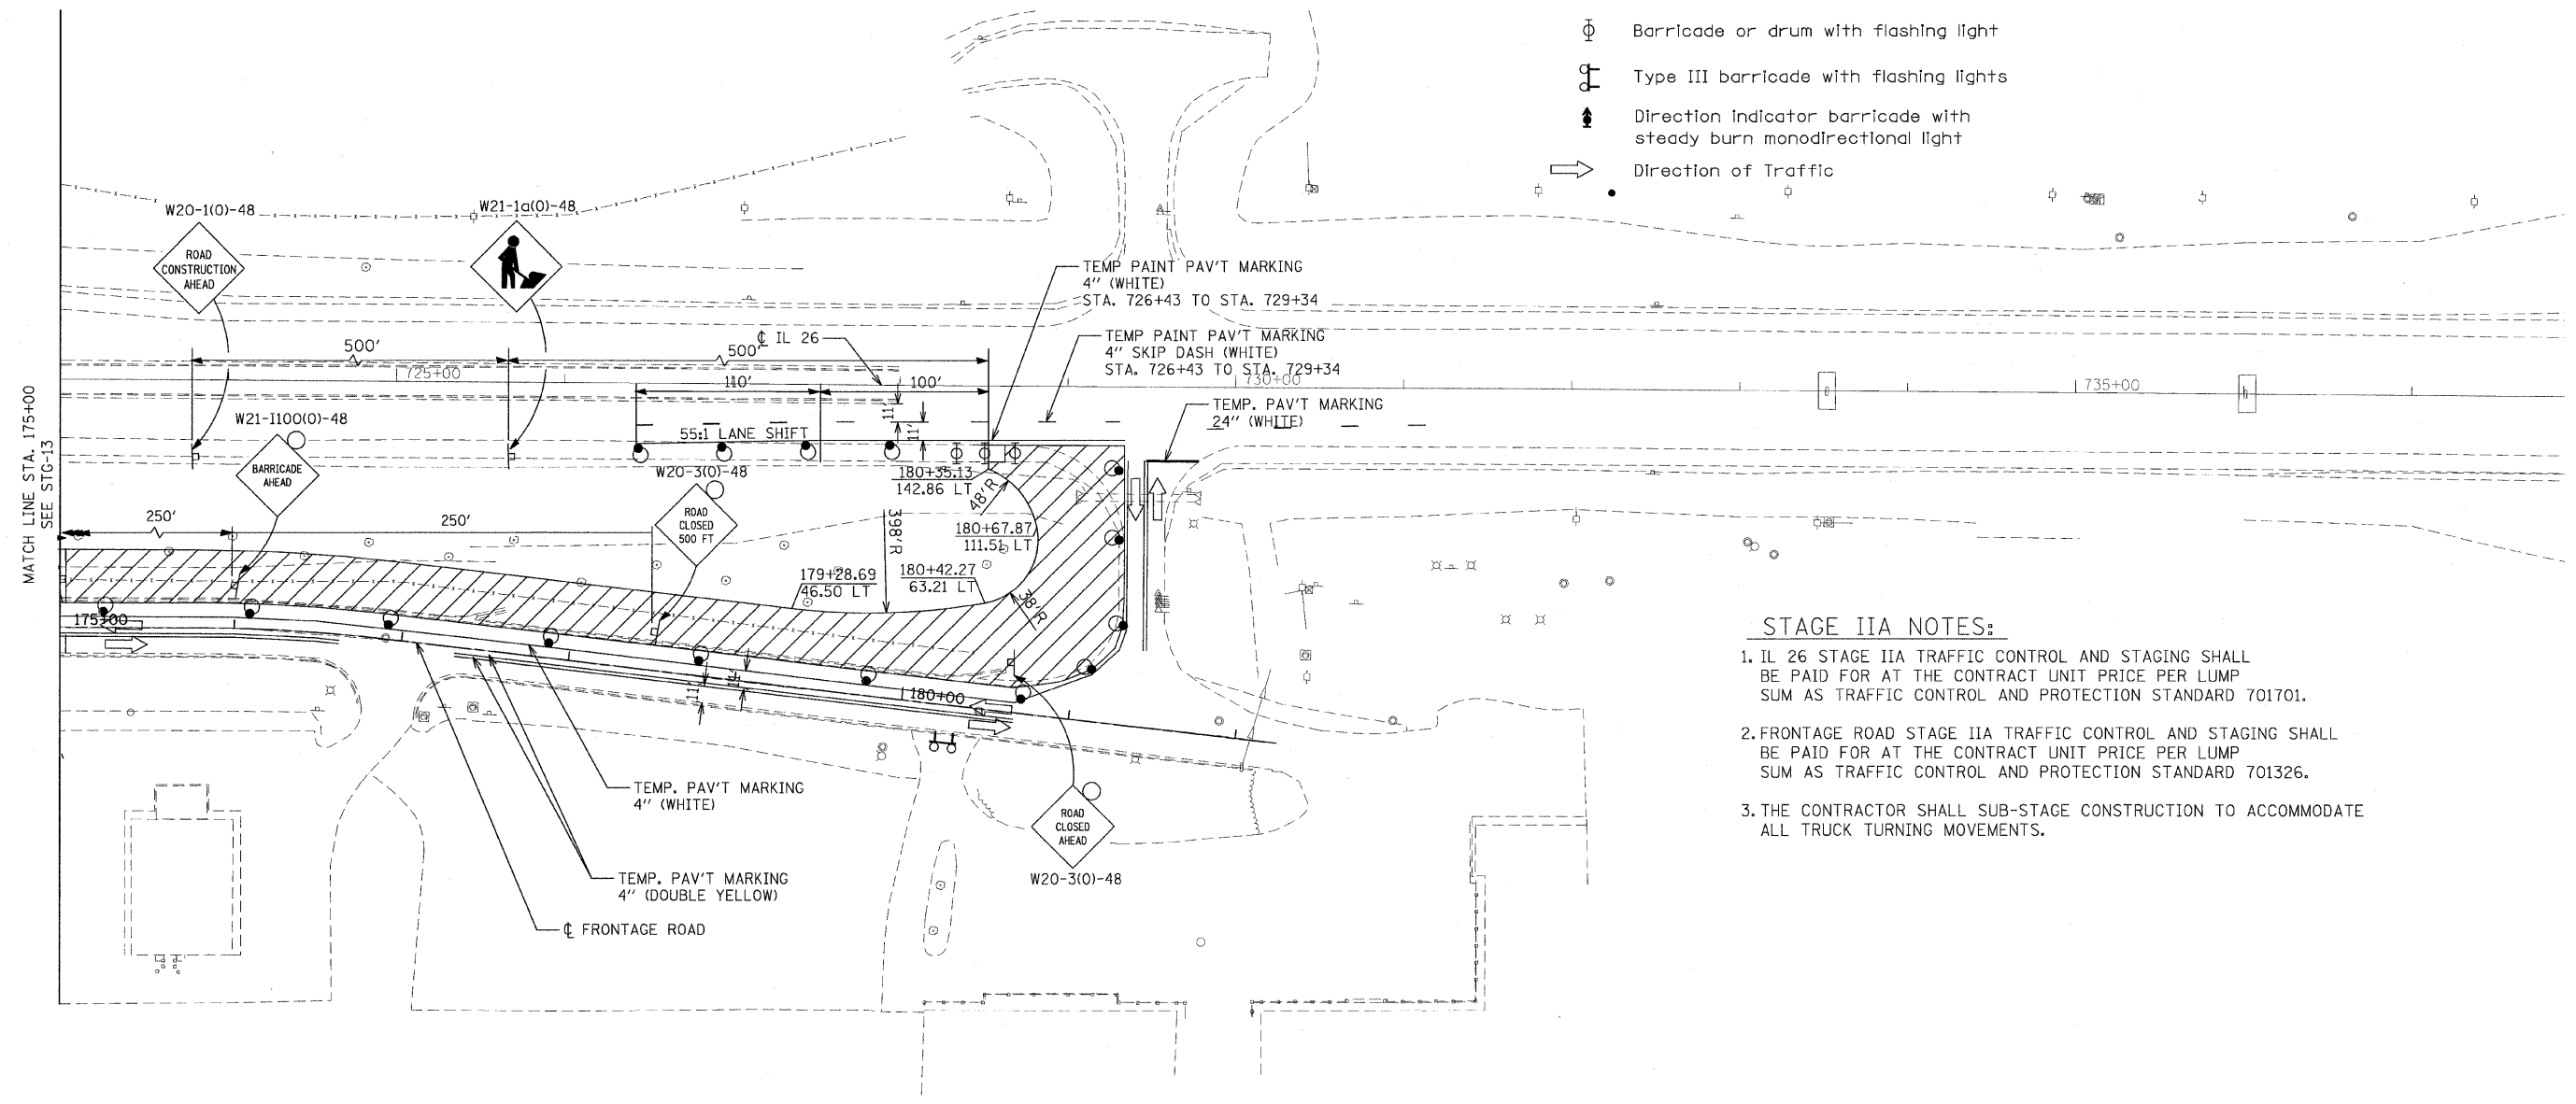 Barricade or drum with flashing light
Type III barricade with flashing lights
Direction indicator barricade with
steady burn monodirectional light
Direction of Traffic
W20-1(O)-48
ROAD
CONSTRUCTION
AHEAD
W21-1a(O)-48
TEMP PAINT PAV'T MARKING
4" (WHITE)
STA. 726+43 TO STA. 729+34
TEMP PAINT PAV'T MARKING
4" SKIP DASH (WHITE)
STA. 726+43 TO STA. 729+34
℄ IL 26
500'
500'
725+00
730+00
735+00
110'
100'
11'
11'
TEMP. PAV'T MARKING
24" (WHITE)
MATCH LINE STA. 175+00
SEE STG-13
W21-I100(O)-48
BARRICADE
AHEAD
55:1 LANE SHIFT
W20-3(O)-48
ROAD
CLOSED
500 FT
180+35.13
142.86 LT
48'R
398'R
180+67.87
111.51 LT
250'
250'
179+28.69
46.50 LT
180+42.27
63.21 LT
38'R
175+00
11'
11'
180+00
TEMP. PAV'T MARKING
4" (WHITE)
TEMP. PAV'T MARKING
4" (DOUBLE YELLOW)
℄ FRONTAGE ROAD
ROAD
CLOSED
AHEAD
W20-3(O)-48
STAGE IIA NOTES:
1. IL 26 STAGE IIA TRAFFIC CONTROL AND STAGING SHALL
BE PAID FOR AT THE CONTRACT UNIT PRICE PER LUMP
SUM AS TRAFFIC CONTROL AND PROTECTION STANDARD 701701.
2. FRONTAGE ROAD STAGE IIA TRAFFIC CONTROL AND STAGING SHALL
BE PAID FOR AT THE CONTRACT UNIT PRICE PER LUMP
SUM AS TRAFFIC CONTROL AND PROTECTION STANDARD 701326.
3. THE CONTRACTOR SHALL SUB-STAGE CONSTRUCTION TO ACCOMMODATE
ALL TRUCK TURNING MOVEMENTS.